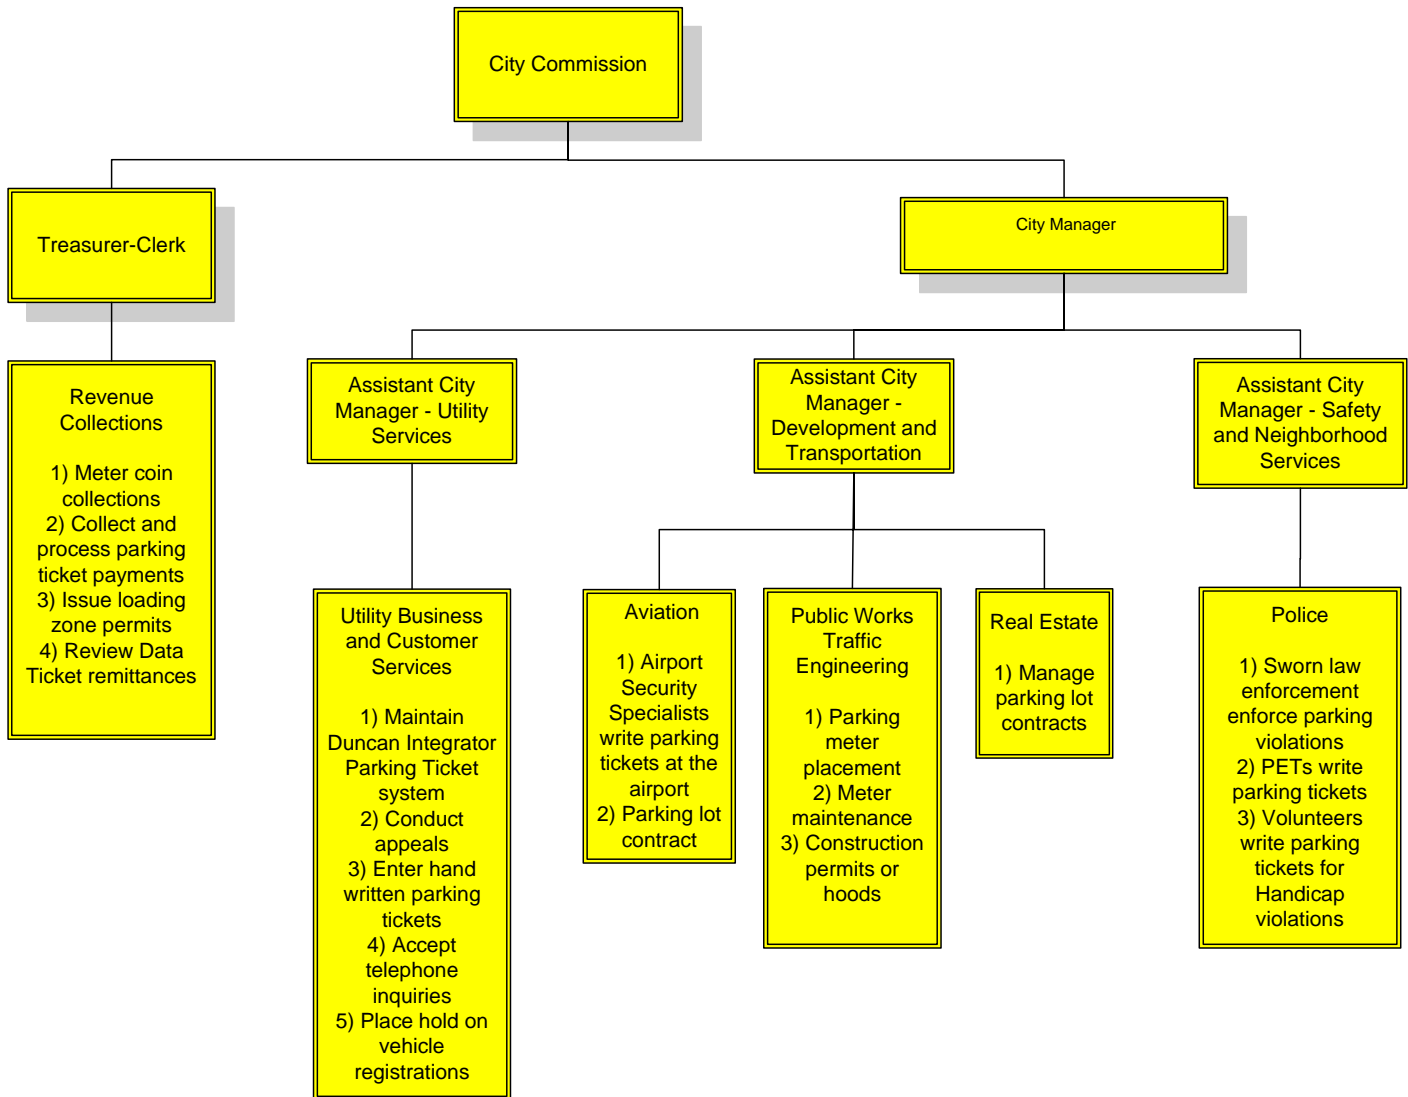 City Commission
Treasurer-Clerk
City Manager
Revenue
Collections
1) Meter coin
collections
2) Collect and
process parking
ticket payments
3) Issue loading
zone permits
4) Review Data
Ticket remittances
Assistant City
Manager - Utility
Services
Assistant City
Manager -
Development and
Transportation
Assistant City
Manager - Safety
and Neighborhood
Services
Utility Business
and Customer
Services
1) Maintain
Duncan Integrator
Parking Ticket
system
2) Conduct
appeals
3) Enter hand
written parking
tickets
4) Accept
telephone
inquiries
5) Place hold on
vehicle
registrations
Aviation
1) Airport
Security
Specialists
write parking
tickets at the
airport
2) Parking lot
contract
Public Works
Traffic
Engineering
1) Parking
meter
placement
2) Meter
maintenance
3) Construction
permits or
hoods
Real Estate
1) Manage
parking lot
contracts
Police
1) Sworn law
enforcement
enforce parking
violations
2) PETs write
parking tickets
3) Volunteers
write parking
tickets for
Handicap
violations